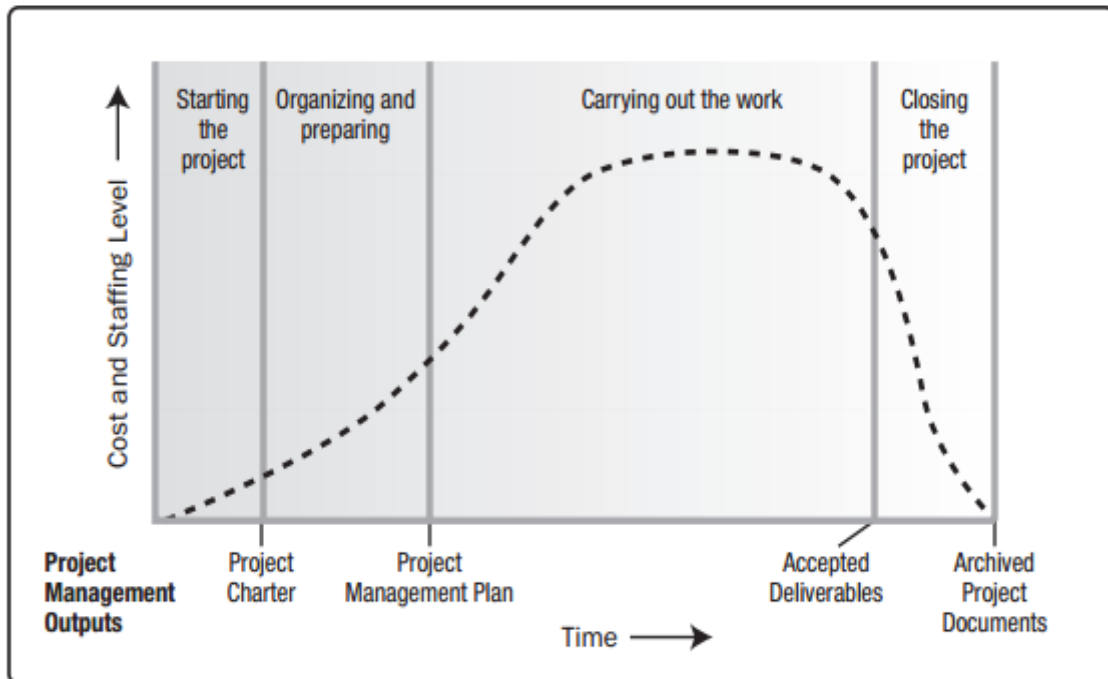 Starting
the
project
Organizing and
preparing
Carrying out the work
Closing
the
project
Cost and Staffing Level
Project
Management
Outputs
Project
Charter
Project
Management Plan
Accepted
Deliverables
Archived
Project
Documents
Time